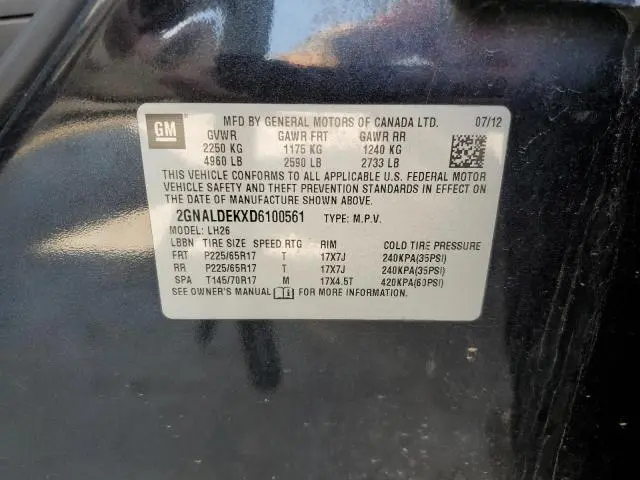 GM
MFD BY GENERAL MOTORS OF CANADA LTD. 07/12
GVWR GAWR FRT GAWR RR
2250 KG 1175 KG 1240 KG
4960 LB 2590 LB 2733 LB
THIS VEHICLE CONFORMS TO ALL APPLICABLE U.S. FEDERAL MOTOR
VEHICLE SAFETY AND THEFT PREVENTION STANDARDS IN EFFECT ON
THE DATE OF MANUFACTURE SHOWN ABOVE.
2GNALDEKXD6100561 TYPE: M.P.V.
MODEL: LH26
LBBN TIRE SIZE SPEED RTG RIM COLD TIRE PRESSURE
FRT P225/65R17 T 17X7J 240KPA(35PSI)
RR P225/65R17 T 17X7J 240KPA(35PSI)
SPA T145/70R17 M 17X4.5T 420KPA(60PSI)
SEE OWNER'S MANUAL FOR MORE INFORMATION.